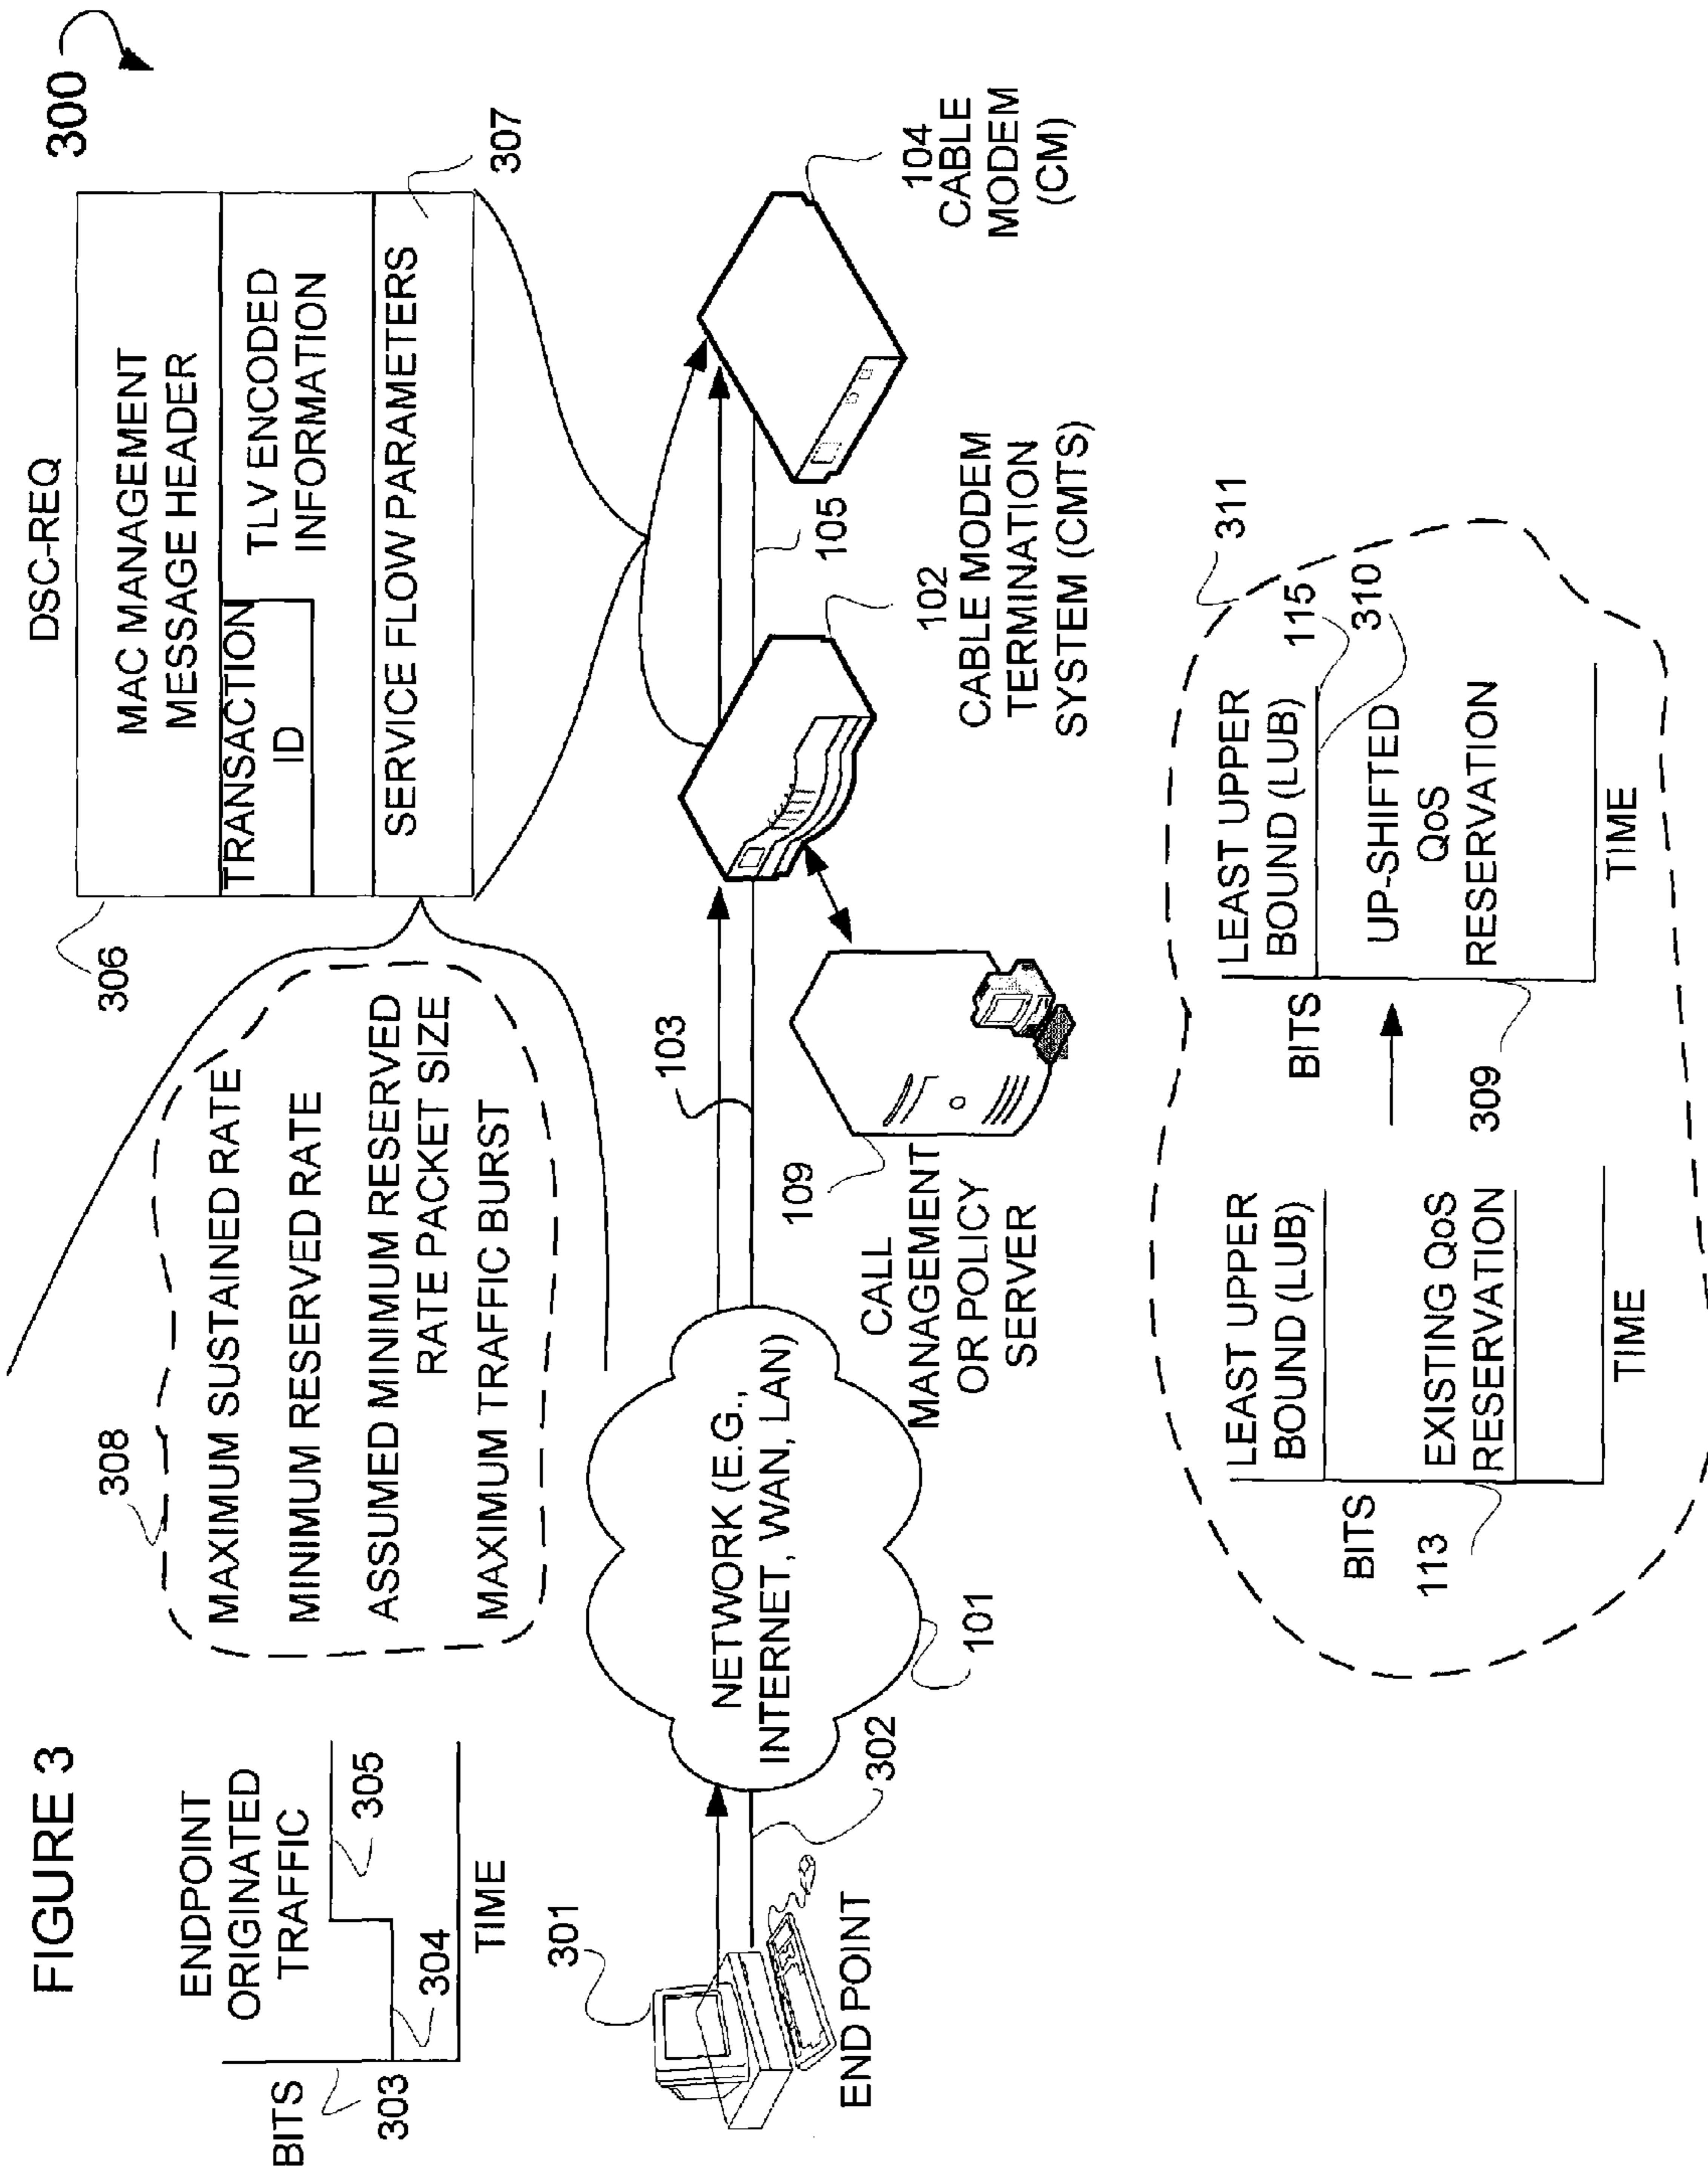 FIGURE 3
300
ENDPOINT
ORIGINATED
TRAFFIC
BITS
303
304
305
TIME
308
MAXIMUM SUSTAINED RATE
MINIMUM RESERVED RATE
ASSUMED MINIMUM RESERVED
RATE PACKET SIZE
MAXIMUM TRAFFIC BURST
DSC-REQ
306
MAC MANAGEMENT
MESSAGE HEADER
TRANSACTION
ID
TLV ENCODED
INFORMATION
SERVICE FLOW PARAMETERS
307
301
END POINT
302
NETWORK (E.G.,
INTERNET, WAN, LAN)
101
103
109
CALL
MANAGEMENT
OR POLICY
SERVER
102
CABLE MODEM
TERMINATION
SYSTEM (CMTS)
105
104
CABLE
MODEM
(CM)
311
LEAST UPPER
BOUND (LUB)
BITS
113
EXISTING QoS
RESERVATION
TIME
LEAST UPPER
BOUND (LUB)
115
310
BITS
309
UP-SHIFTED
QoS
RESERVATION
TIME